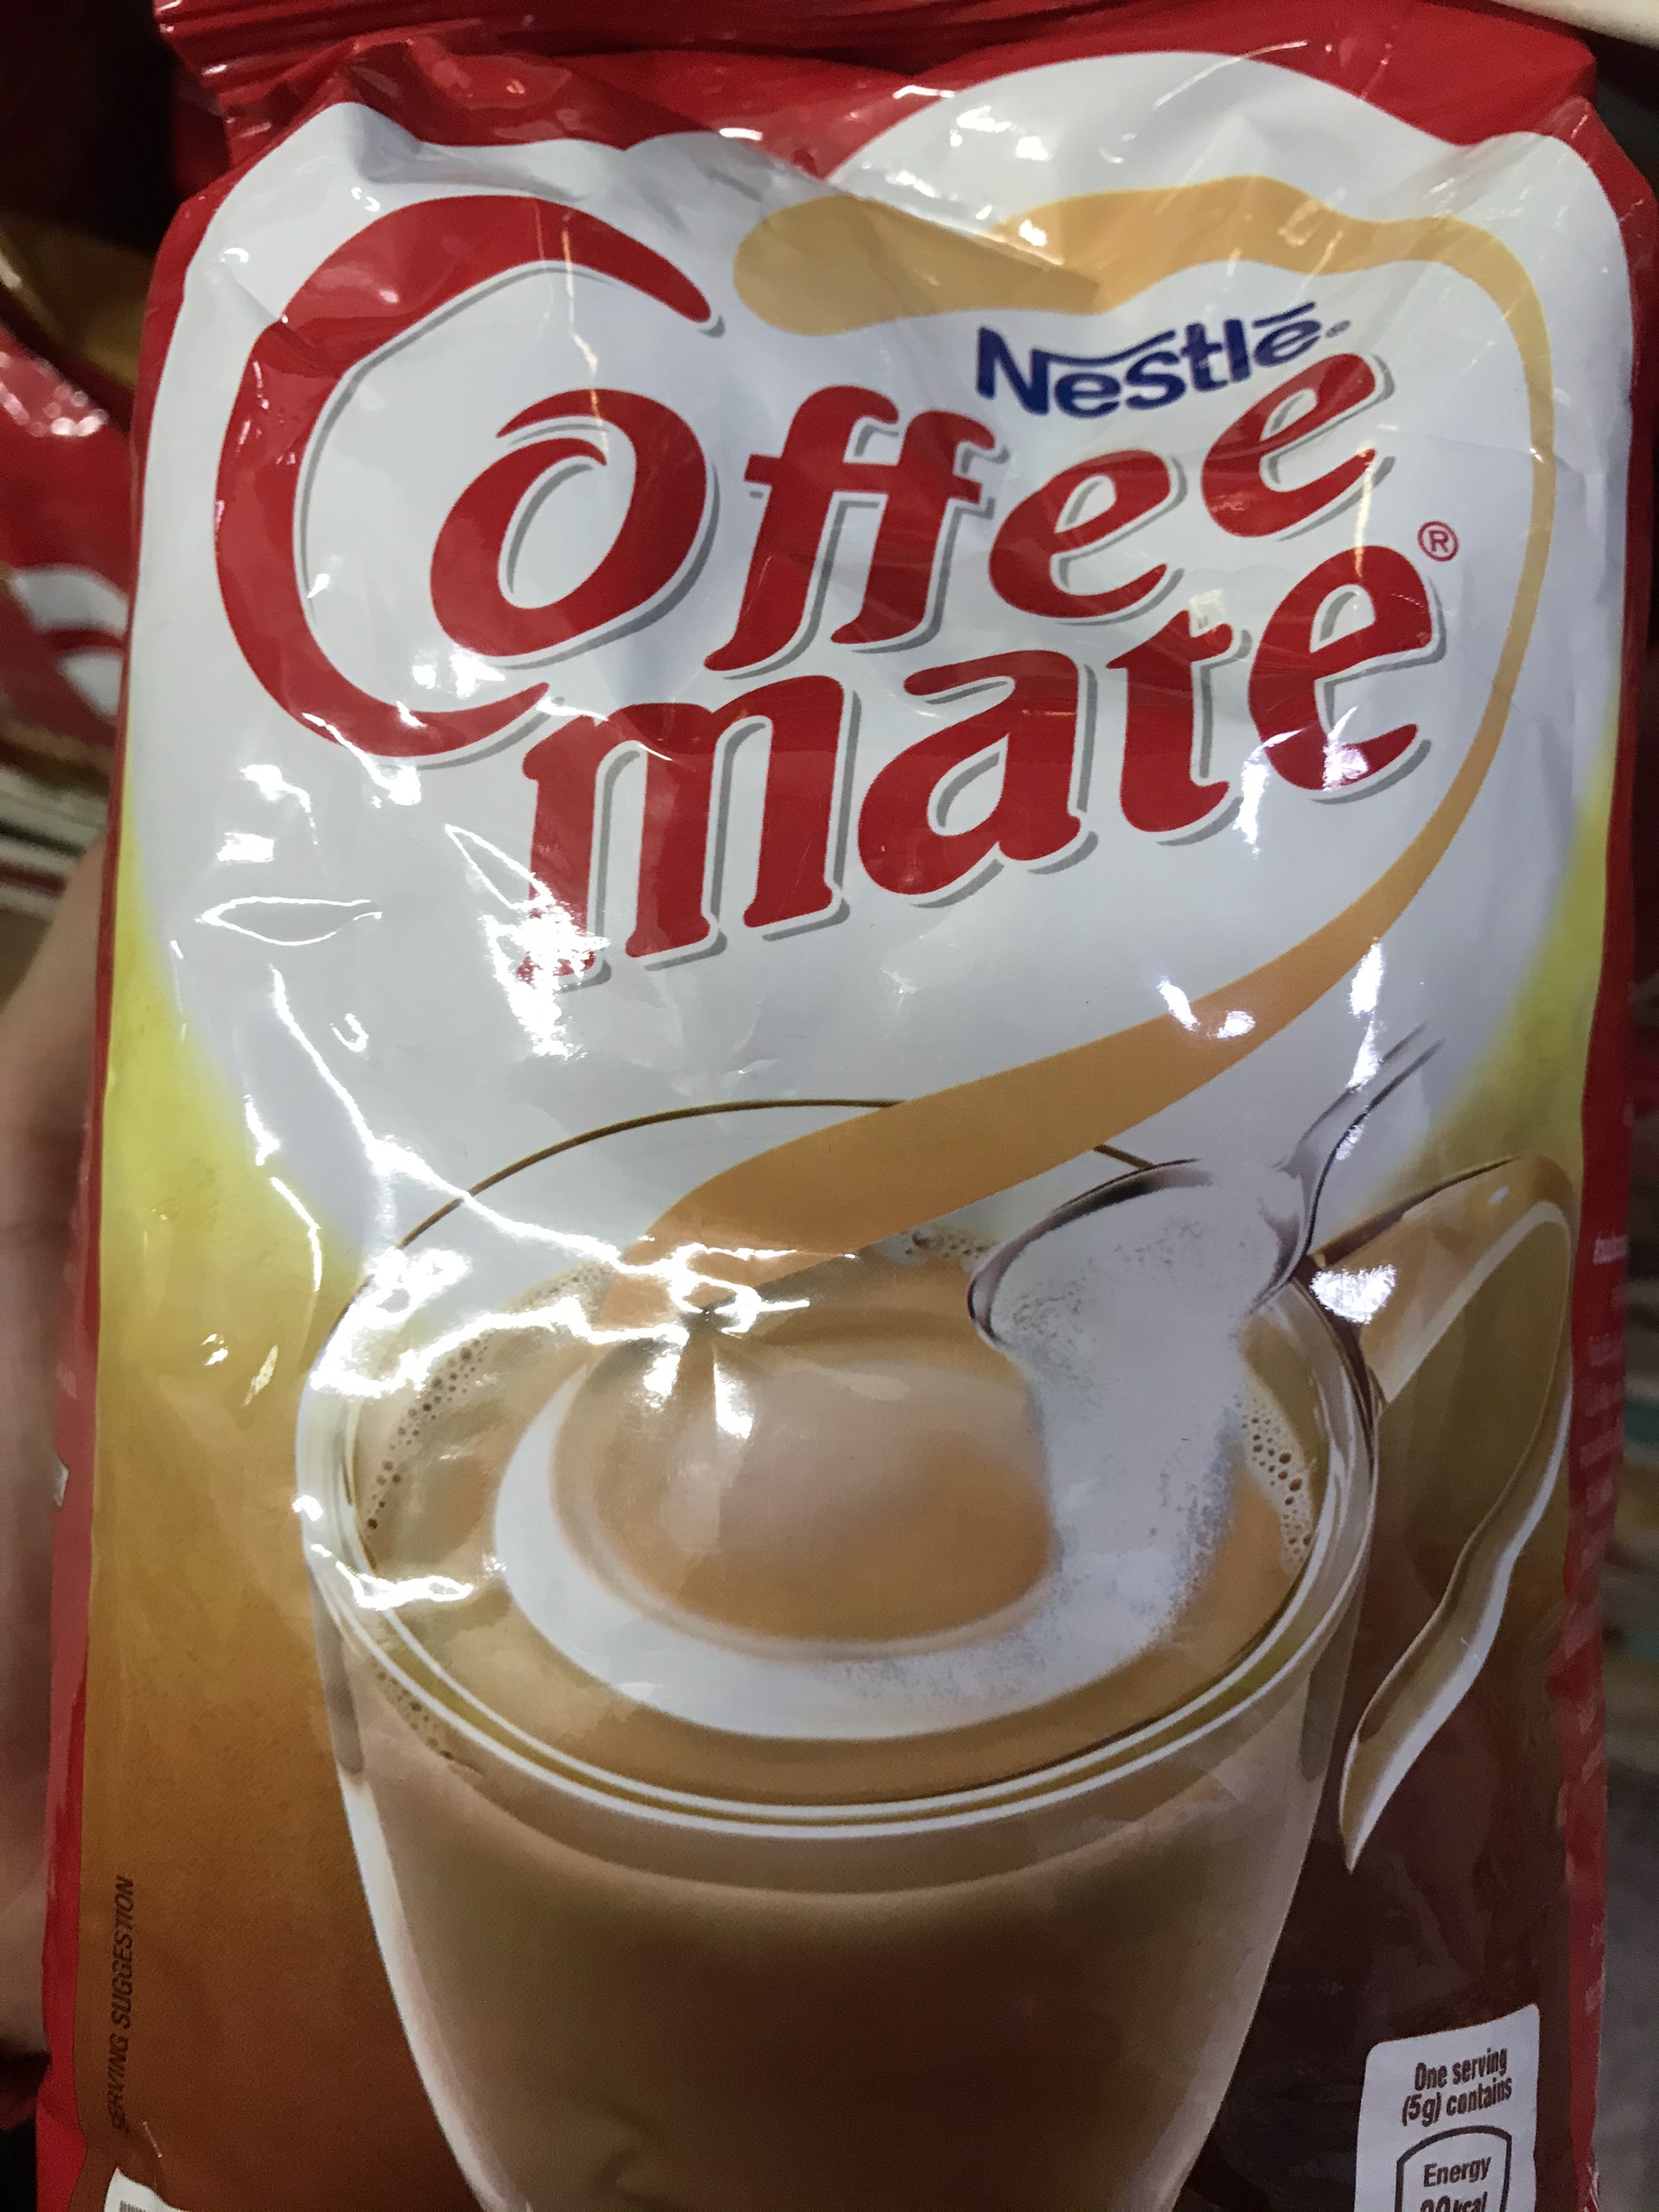 Nestlé
Coffee
mate®
SERVING SUGGESTION
One serving
(5g) contains
Energy